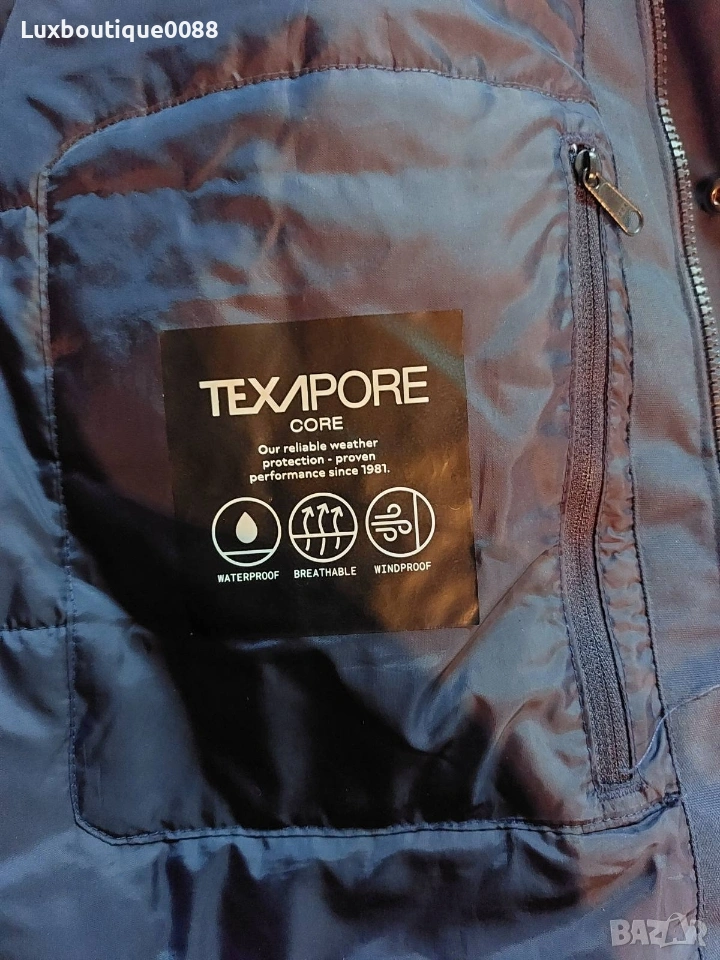 Luxboutique0088
TEXAPORE
CORE
Our reliable weather
protection - proven
performance since 1981.
WATERPROOF BREATHABLE WINDPROOF
BAZAR